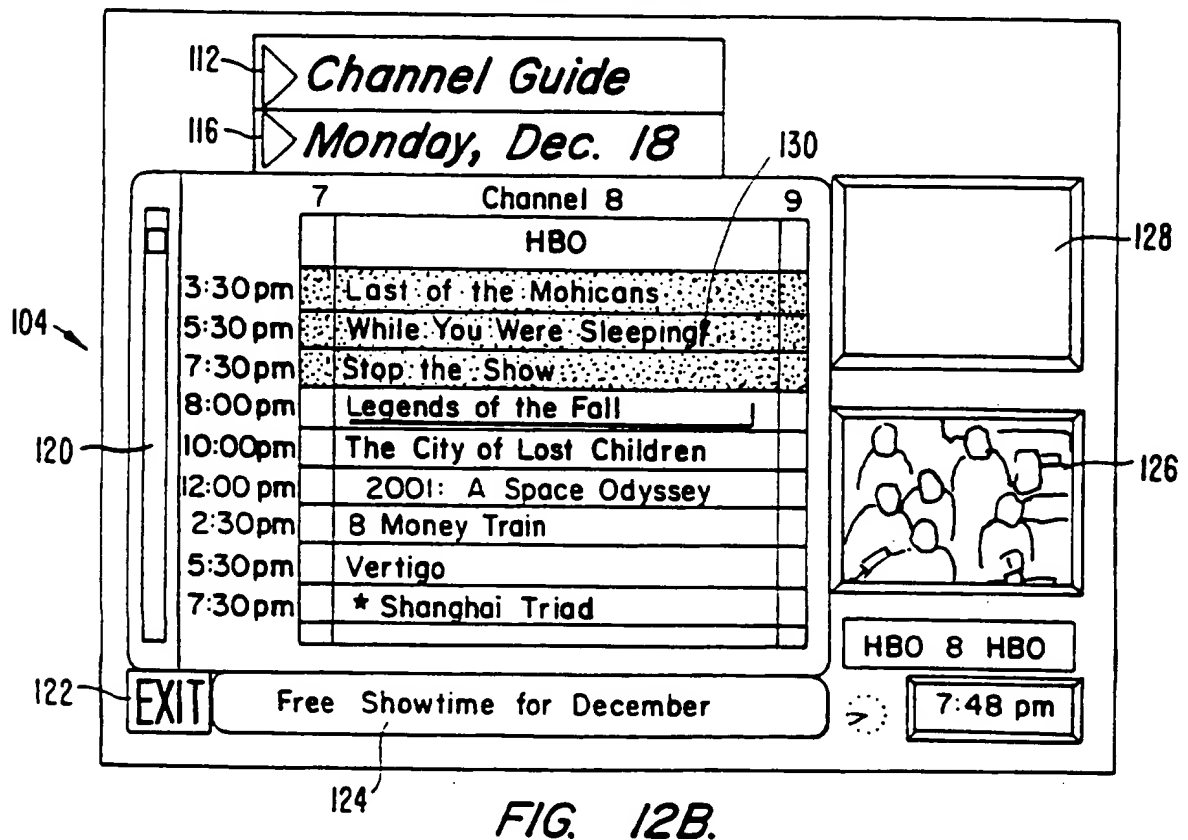 112 Channel Guide
116 Monday, Dec. 18
130
7 Channel 8 9
HBO
128
3:30pm Last of the Mohicans
104
5:30pm While You Were Sleeping
7:30pm Stop the Show
8:00pm Legends of the Fall
120
10:00pm The City of Lost Children
126
12:00 pm 2001: A Space Odyssey
2:30pm 8 Money Train
5:30pm Vertigo
7:30pm * Shanghai Triad
HBO 8 HBO
122 EXIT Free Showtime for December 7:48 pm
124
FIG. 12B.